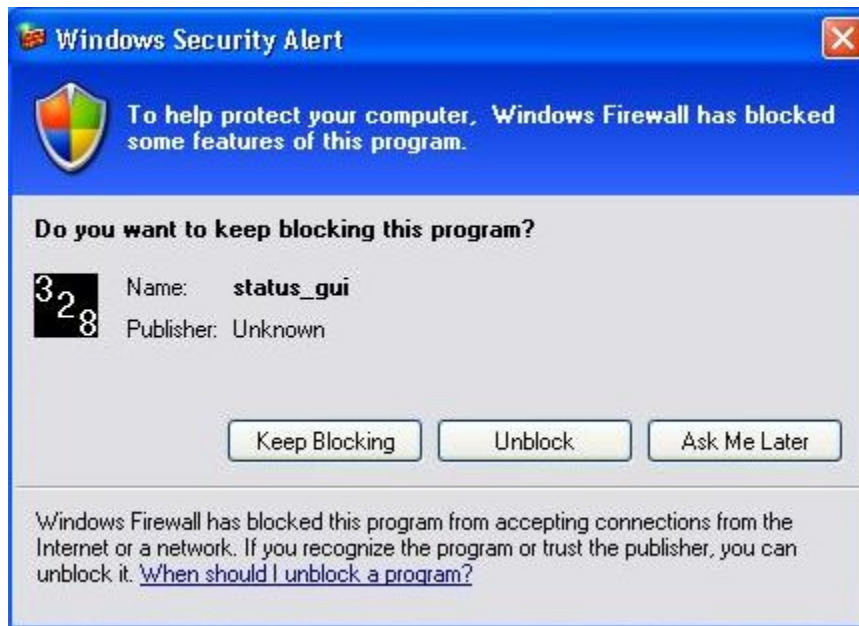 Windows Security Alert
To help protect your computer, Windows Firewall has blocked
some features of this program.
Do you want to keep blocking this program?
328
Name: status_gui
Publisher: Unknown
Keep Blocking Unblock Ask Me Later
Windows Firewall has blocked this program from accepting connections from the
Internet or a network. If you recognize the program or trust the publisher, you can
unblock it. When should I unblock a program?